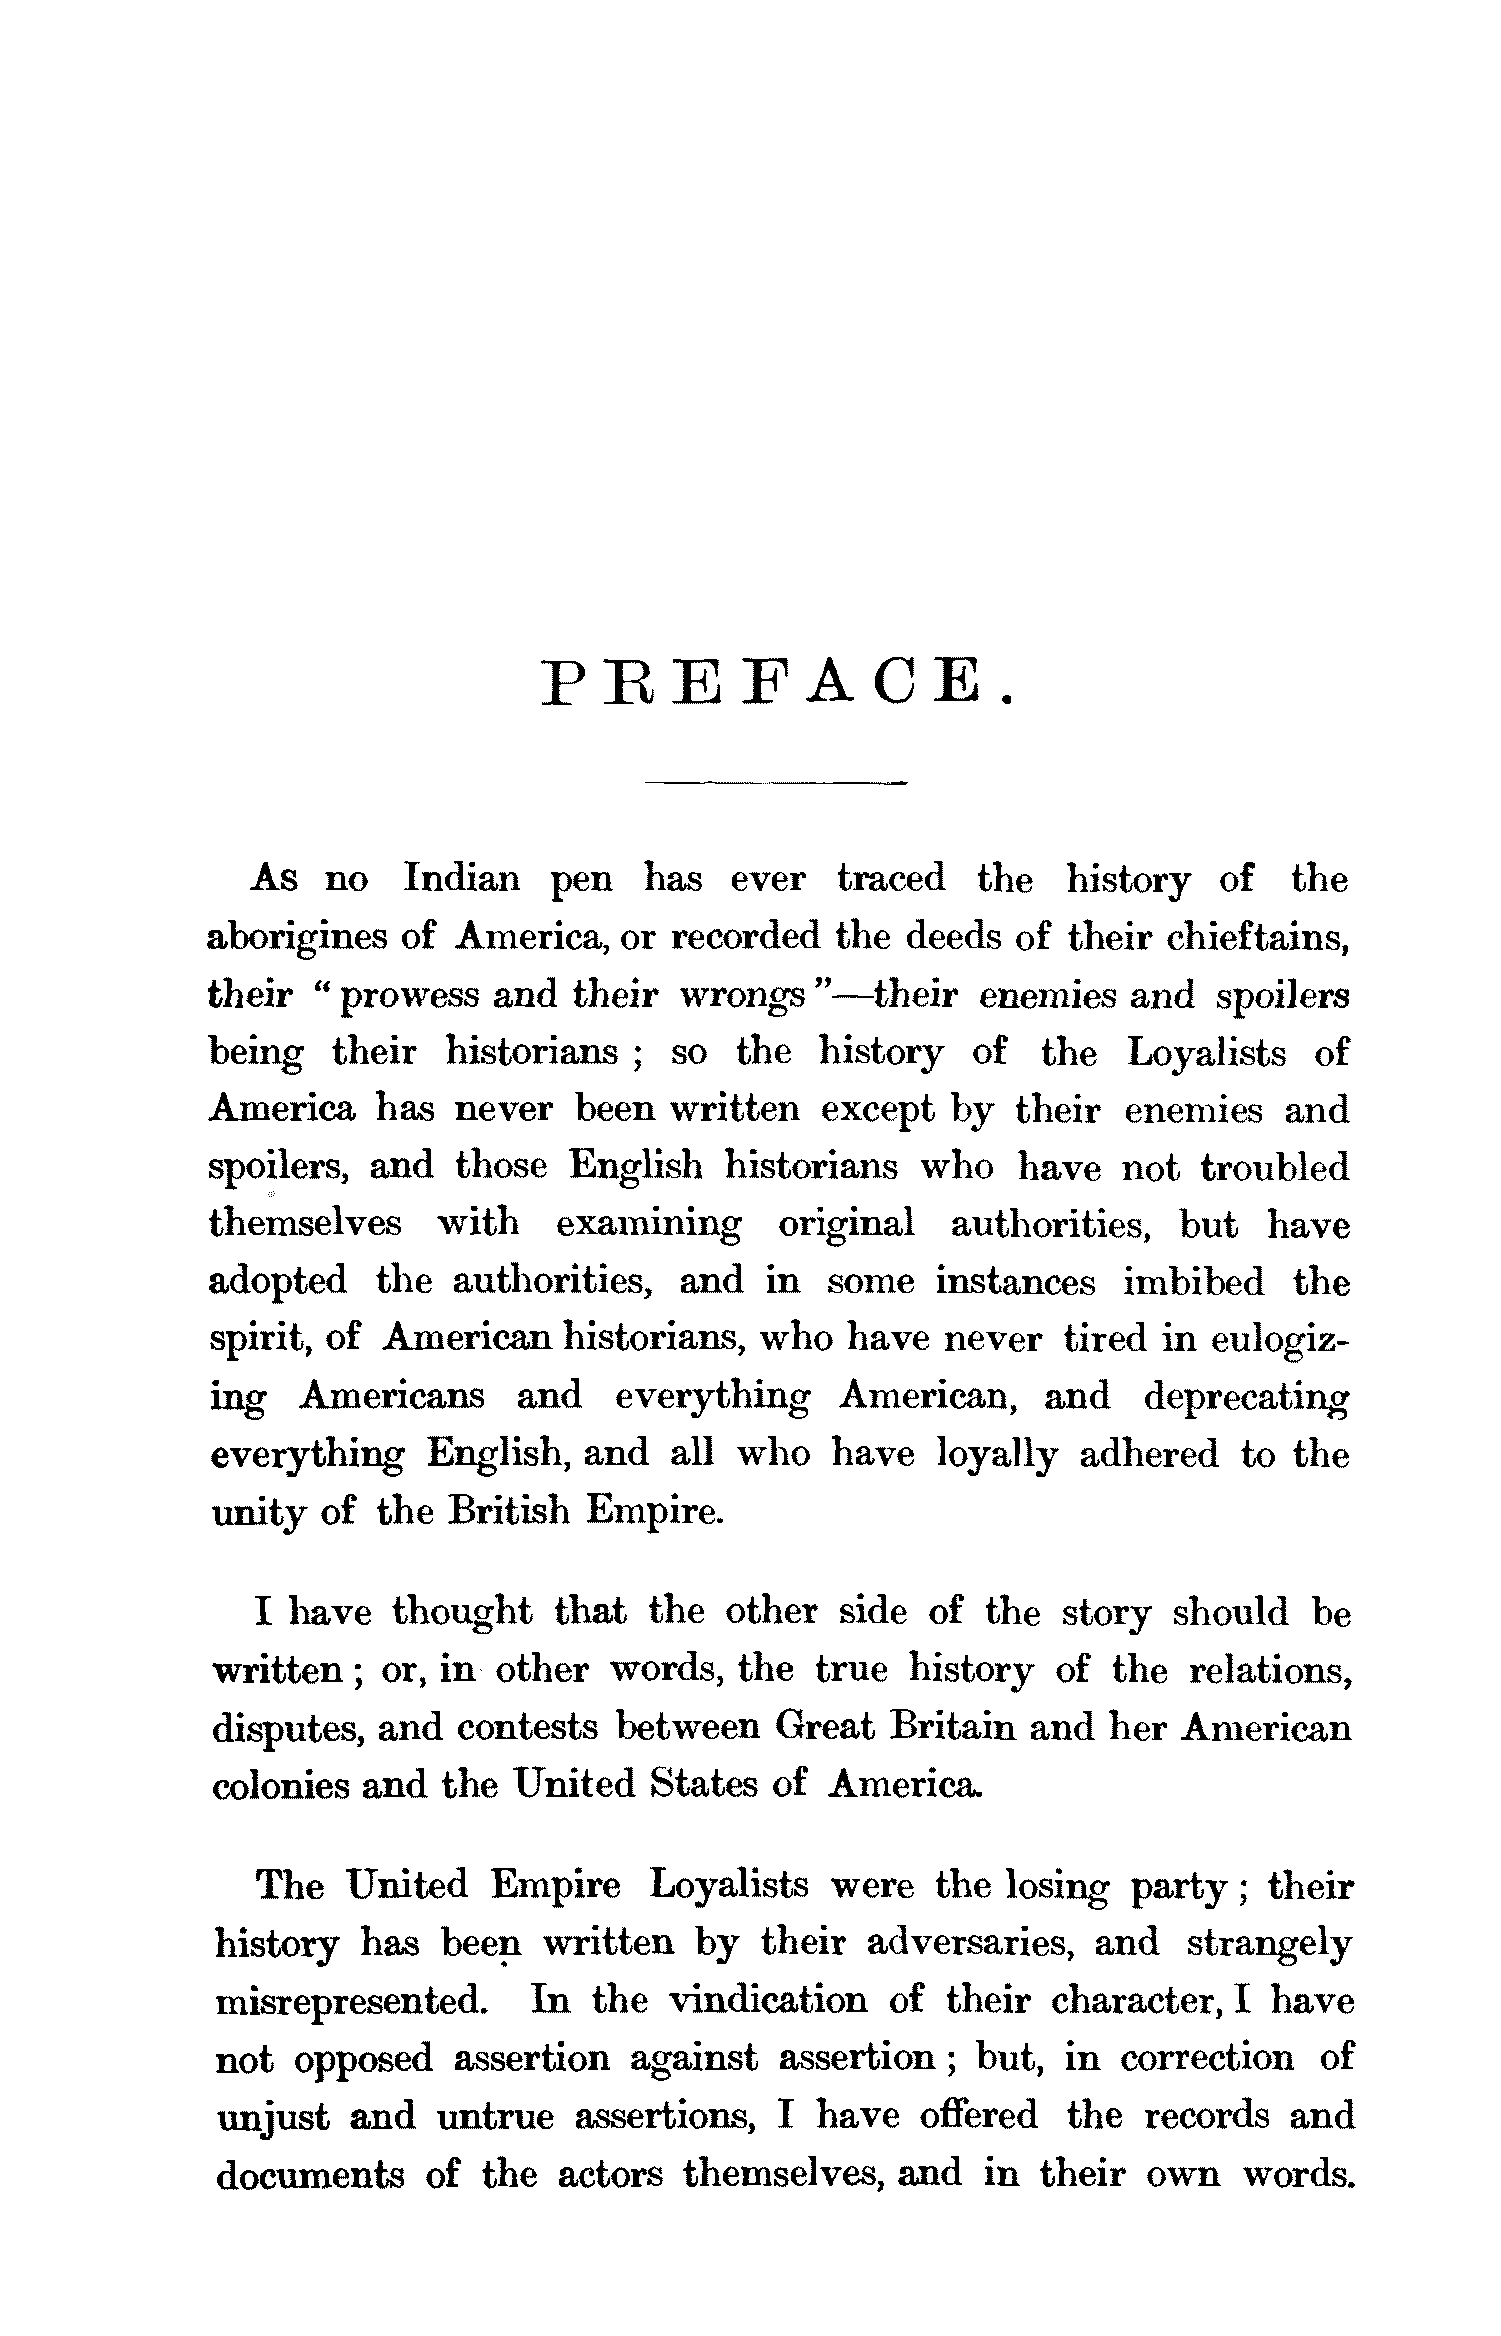 PREFACE.
As no Indian pen has ever traced the history of the
aborigines of America, or recorded the deeds of their chieftains,
their “ prowess and their wrongs ”—their enemies and spoilers
being their historians ; so the history of the Loyalists of
America has never been written except by their enemies and
spoilers, and those English historians who have not troubled
themselves with examining original authorities, but have
adopted the authorities, and in some instances imbibed the
spirit, of American historians, who have never tired in eulogiz-
ing Americans and everything American, and deprecating
everything English, and all who have loyally adhered to the
unity of the British Empire.
I have thought that the other side of the story should be
written ; or, in other words, the true history of the relations,
disputes, and contests between Great Britain and her American
colonies and the United States of America.
The United Empire Loyalists were the losing party ; their
history has been written by their adversaries, and strangely
misrepresented. In the vindication of their character, I have
not opposed assertion against assertion ; but, in correction of
unjust and untrue assertions, I have offered the records and
documents of the actors themselves, and in their own words.